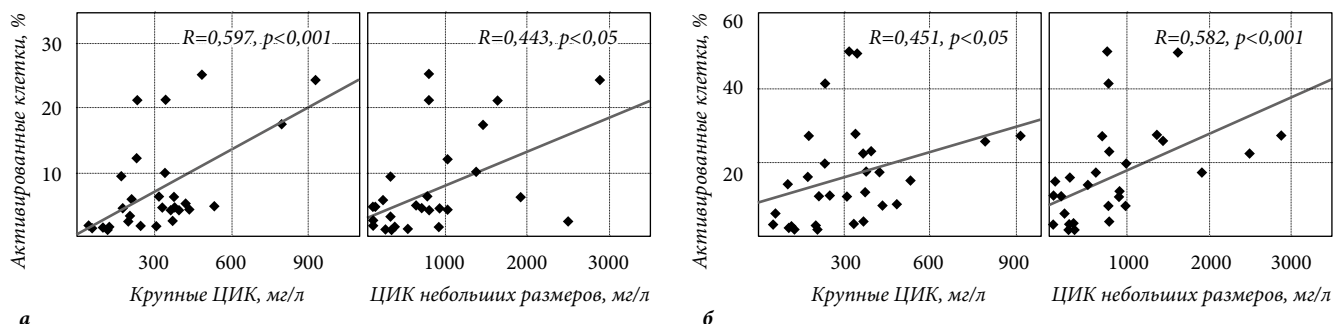 Активированные клетки, %
30
20
10
R=0,597, p<0,001
R=0,443, p<0,05
300 600 900
1000 2000 3000
Крупные ЦИК, мг/л
ЦИК небольших размеров, мг/л
а
Активированные клетки, %
60
40
20
R=0,451, p<0,05
R=0,582, p<0,001
300 600 900
1000 2000 3000
Крупные ЦИК, мг/л
ЦИК небольших размеров, мг/л
б